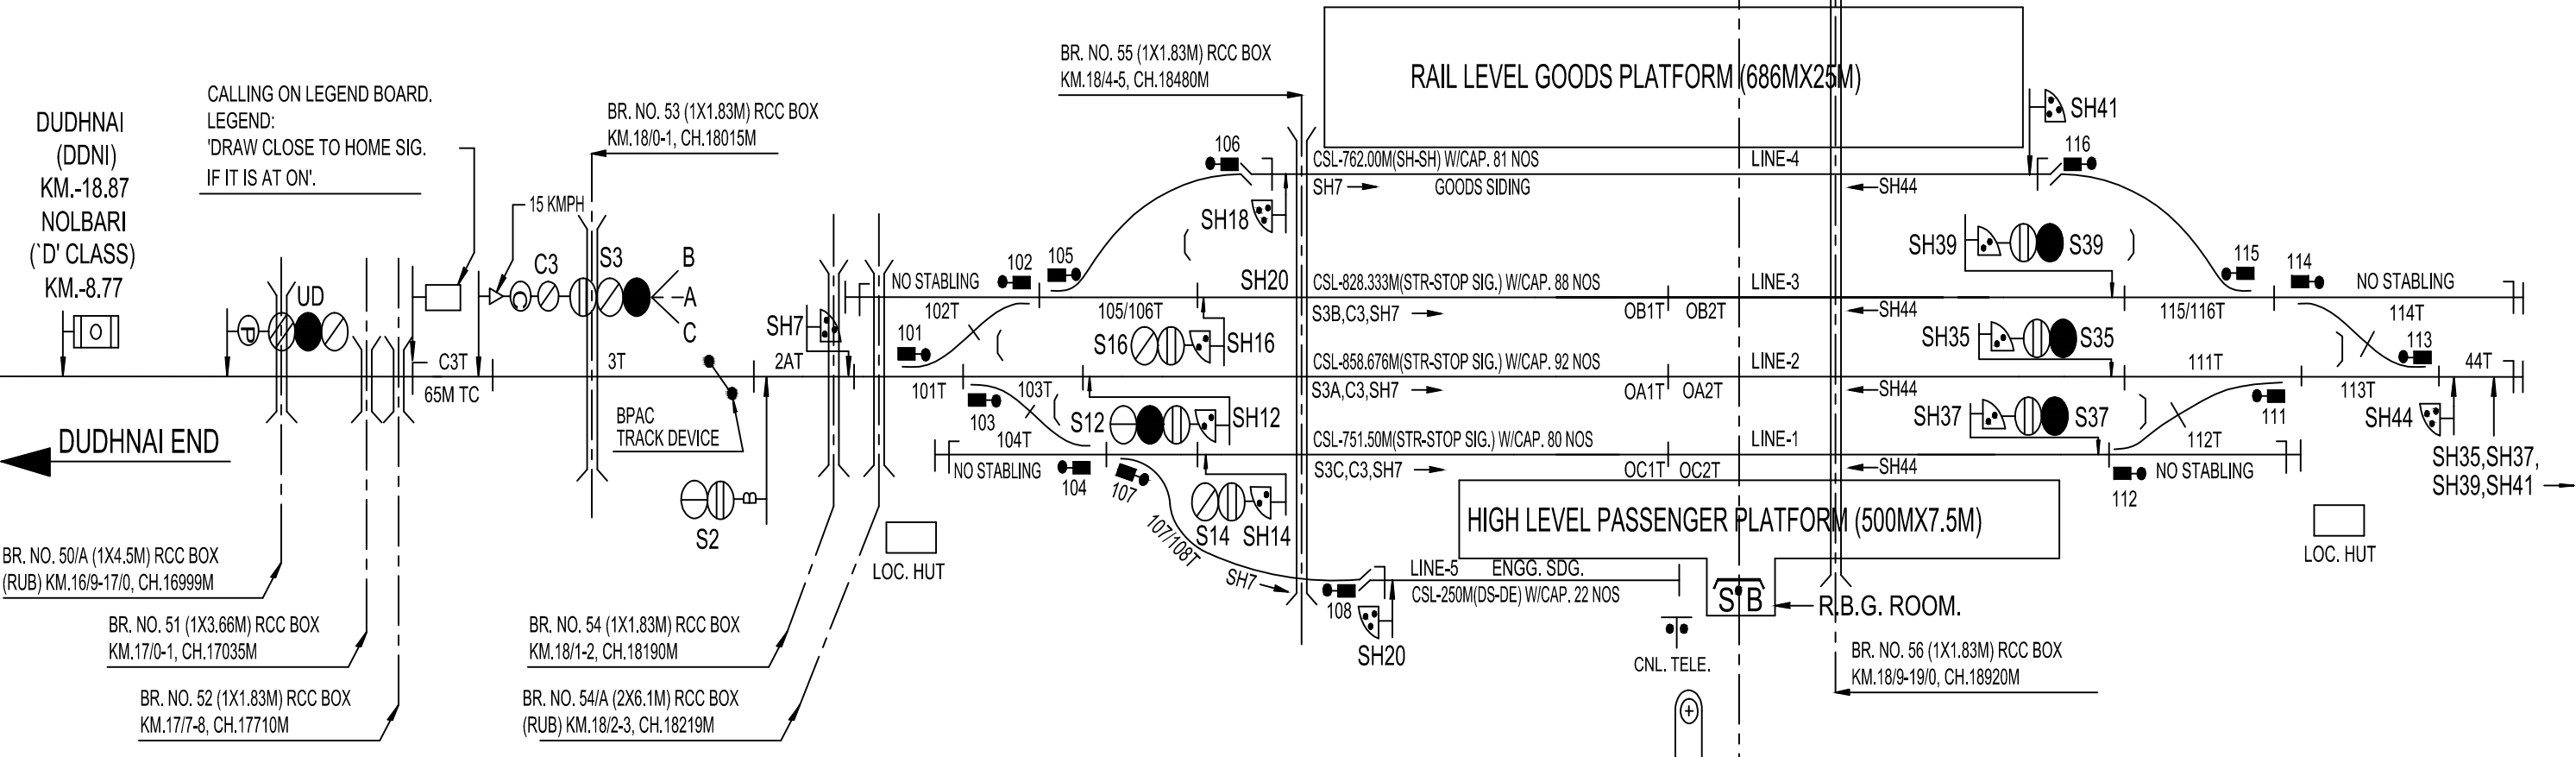 DUDHNAI
(DDNI)
KM.-18.87
NOLBARI
(`D' CLASS)
KM.-8.77
CALLING ON LEGEND BOARD.
LEGEND:
'DRAW CLOSE TO HOME SIG.
IF IT IS AT ON'.
15 KMPH
BR. NO. 53 (1X1.83M) RCC BOX
KM.18/0-1, CH.18015M
BR. NO. 55 (1X1.83M) RCC BOX
KM.18/4-5, CH.18480M
RAIL LEVEL GOODS PLATFORM (686MX25M)
SH41
116
106
CSL-762.00M(SH-SH) W/CAP. 81 NOS
LINE-4
SH7
GOODS SIDING
SH44
SH18
UD
P
C3
C
S3
B
A
C
SH39
S39
115
114
102
105
NO STABLING
SH20
CSL-828.333M(STR-STOP SIG.) W/CAP. 88 NOS
LINE-3
NO STABLING
102T
105/106T
S3B,C3,SH7
OB1T
OB2T
SH44
115/116T
114T
SH7
101
S16
SH16
SH35
S35
113
C3T
3T
2AT
CSL-858.676M(STR-STOP SIG.) W/CAP. 92 NOS
LINE-2
111T
44T
65M TC
101T
103T
S3A,C3,SH7
OA1T
OA2T
SH44
113T
103
BPAC
TRACK DEVICE
S12
SH12
SH37
S37
111
SH44
DUDHNAI END
104T
CSL-751.50M(STR-STOP SIG.) W/CAP. 80 NOS
LINE-1
112T
NO STABLING
104
107
S3C,C3,SH7
OC1T
OC2T
SH44
112
NO STABLING
SH35,SH37,
SH39,SH41
B
S2
S14
SH14
107/108T
HIGH LEVEL PASSENGER PLATFORM (500MX7.5M)
LOC. HUT
LOC. HUT
BR. NO. 50/A (1X4.5M) RCC BOX
(RUB) KM.16/9-17/0, CH.16999M
SH7
108
LINE-5
ENGG. SDG.
CSL-250M(DS-DE) W/CAP. 22 NOS
SH20
S B
R.B.G. ROOM.
CNL. TELE.
BR. NO. 51 (1X3.66M) RCC BOX
KM.17/0-1, CH.17035M
BR. NO. 54 (1X1.83M) RCC BOX
KM.18/1-2, CH.18190M
BR. NO. 56 (1X1.83M) RCC BOX
KM.18/9-19/0, CH.18920M
BR. NO. 52 (1X1.83M) RCC BOX
KM.17/7-8, CH.17710M
BR. NO. 54/A (2X6.1M) RCC BOX
(RUB) KM.18/2-3, CH.18219M